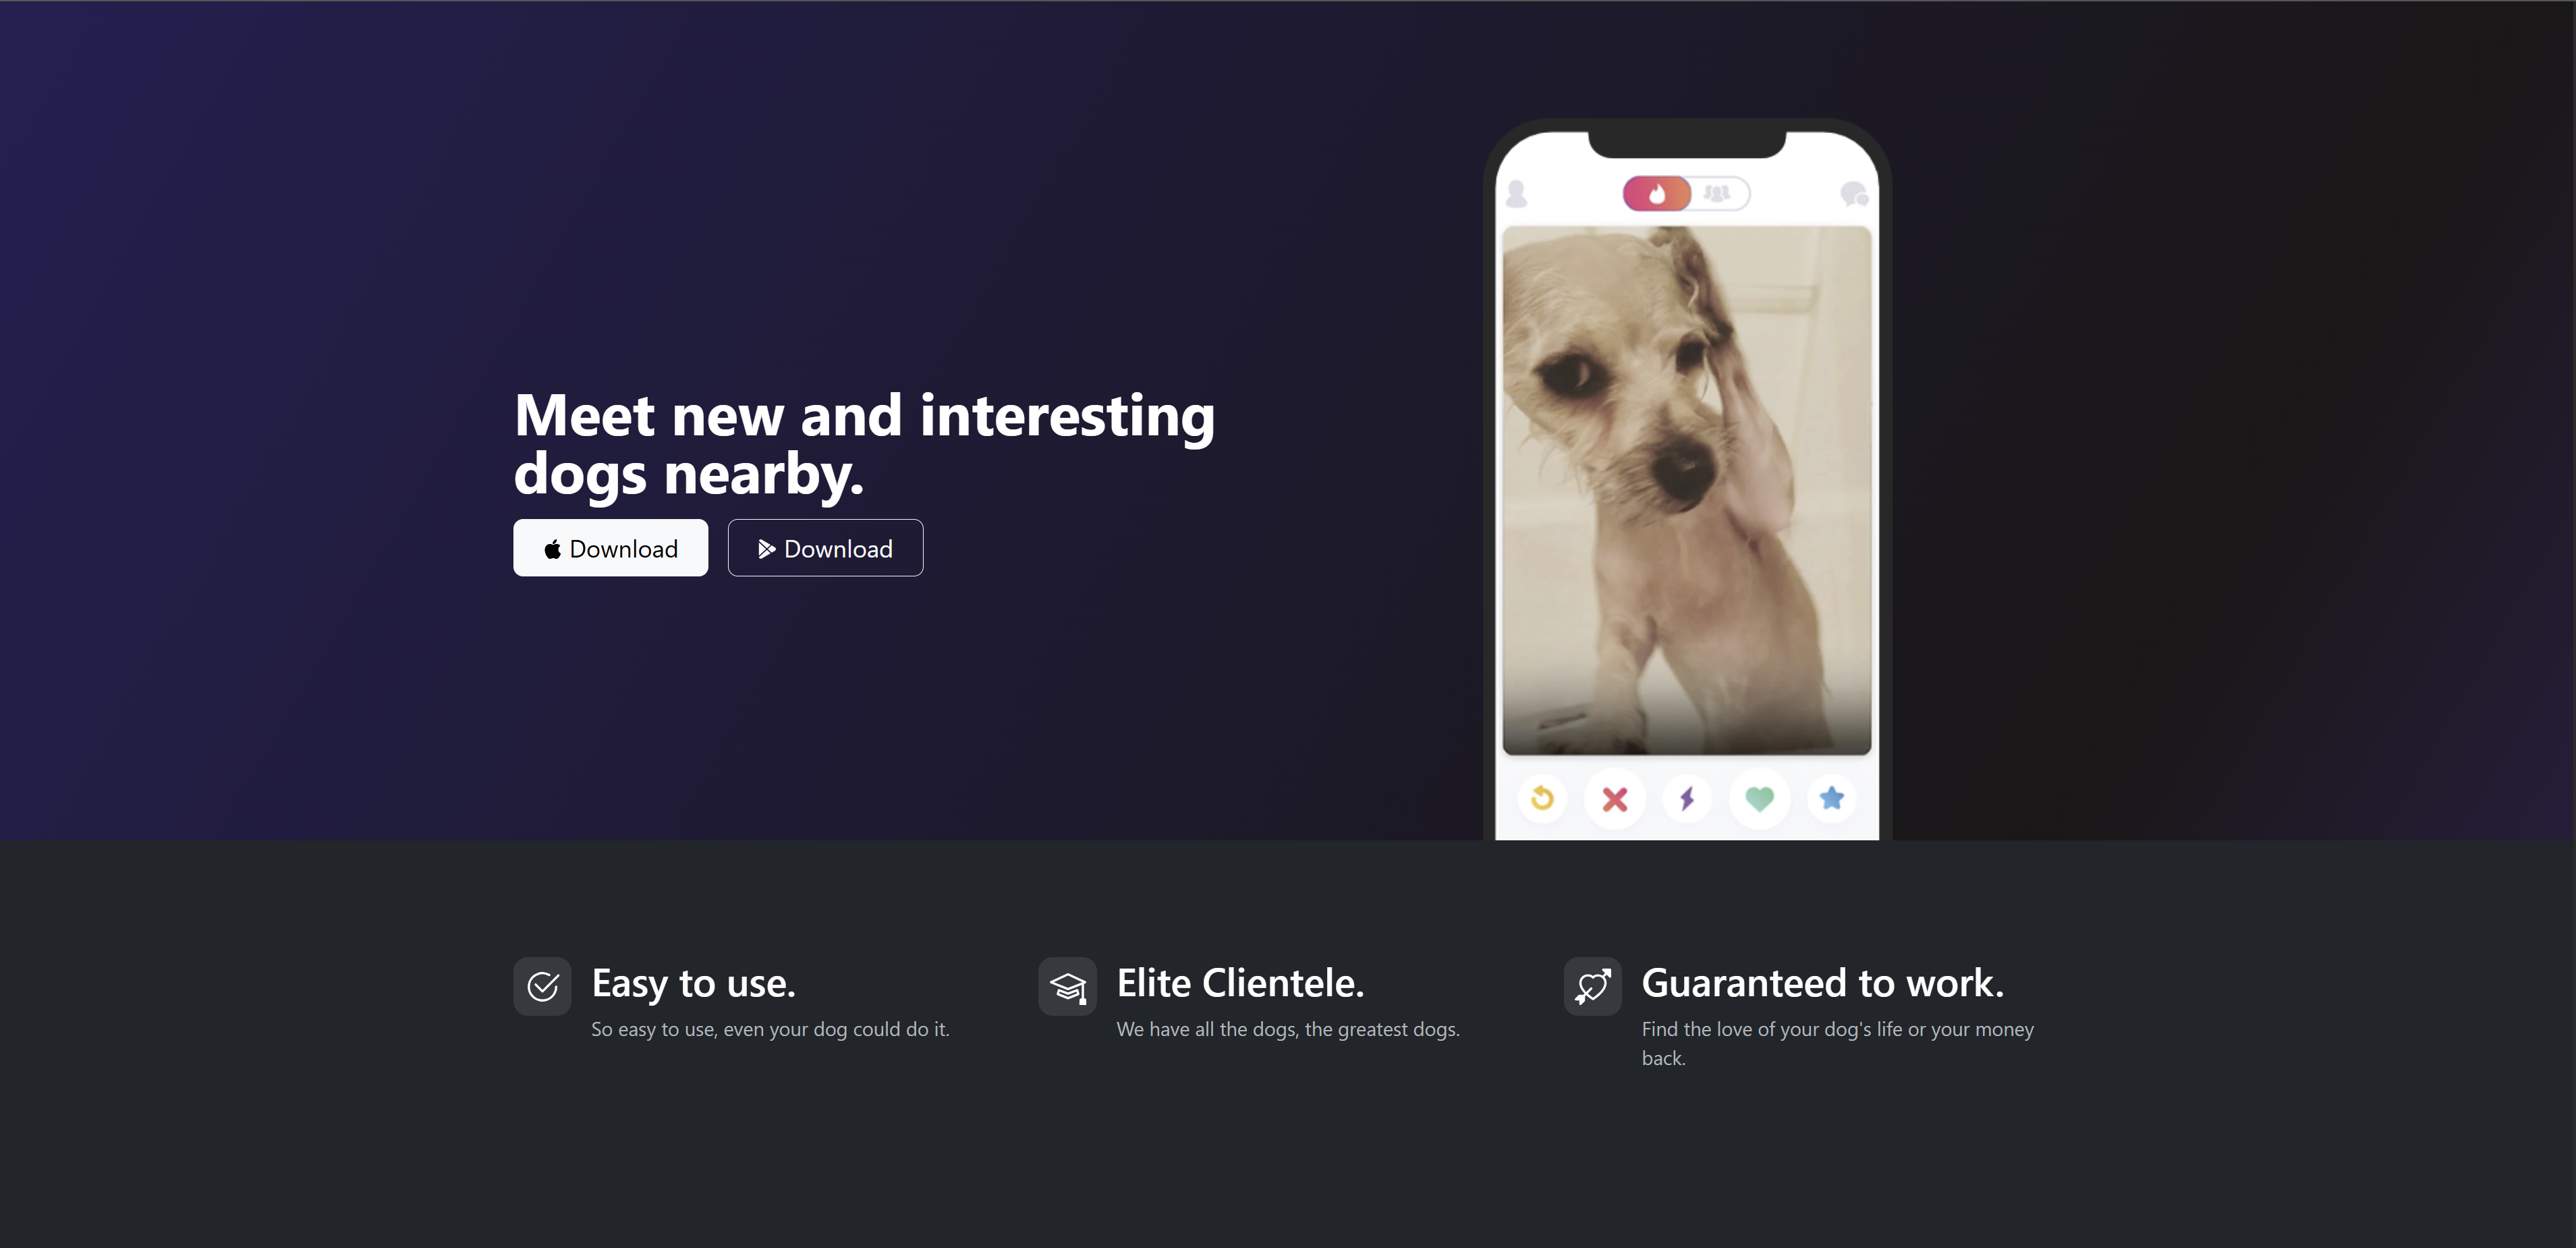 Meet new and interesting
dogs nearby.
Download
Download
Easy to use.
So easy to use, even your dog could do it.
Elite Clientele.
We have all the dogs, the greatest dogs.
Guaranteed to work.
Find the love of your dog's life or your money
back.